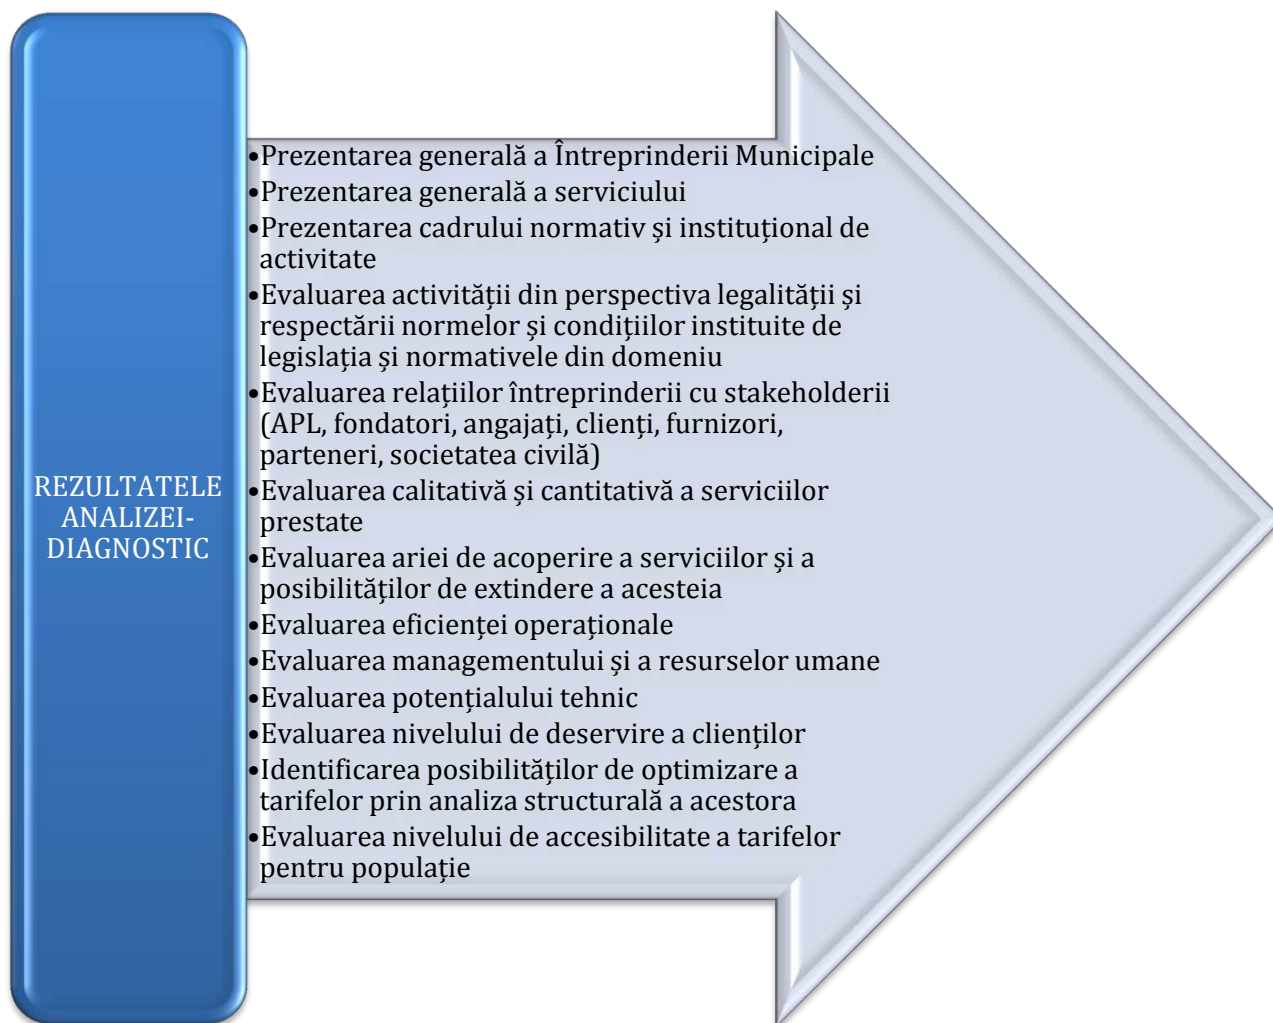 REZULTATELE
ANALIZEI-
DIAGNOSTIC
•Prezentarea generală a Întreprinderii Municipale
•Prezentarea generală a serviciului
•Prezentarea cadrului normativ și instituțional de
activitate
•Evaluarea activității din perspectiva legalității și
respectării normelor și condițiilor instituite de
legislația și normativele din domeniu
•Evaluarea relațiilor întreprinderii cu stakeholderii
(APL, fondatori, angajați, clienți, furnizori,
parteneri, societatea civilă)
•Evaluarea calitativă și cantitativă a serviciilor
prestate
•Evaluarea ariei de acoperire a serviciilor și a
posibilităților de extindere a acesteia
•Evaluarea eficienței operaționale
•Evaluarea managementului și a resurselor umane
•Evaluarea potențialului tehnic
•Evaluarea nivelului de deservire a clienților
•Identificarea posibilităților de optimizare a
tarifelor prin analiza structurală a acestora
•Evaluarea nivelului de accesibilitate a tarifelor
pentru populație